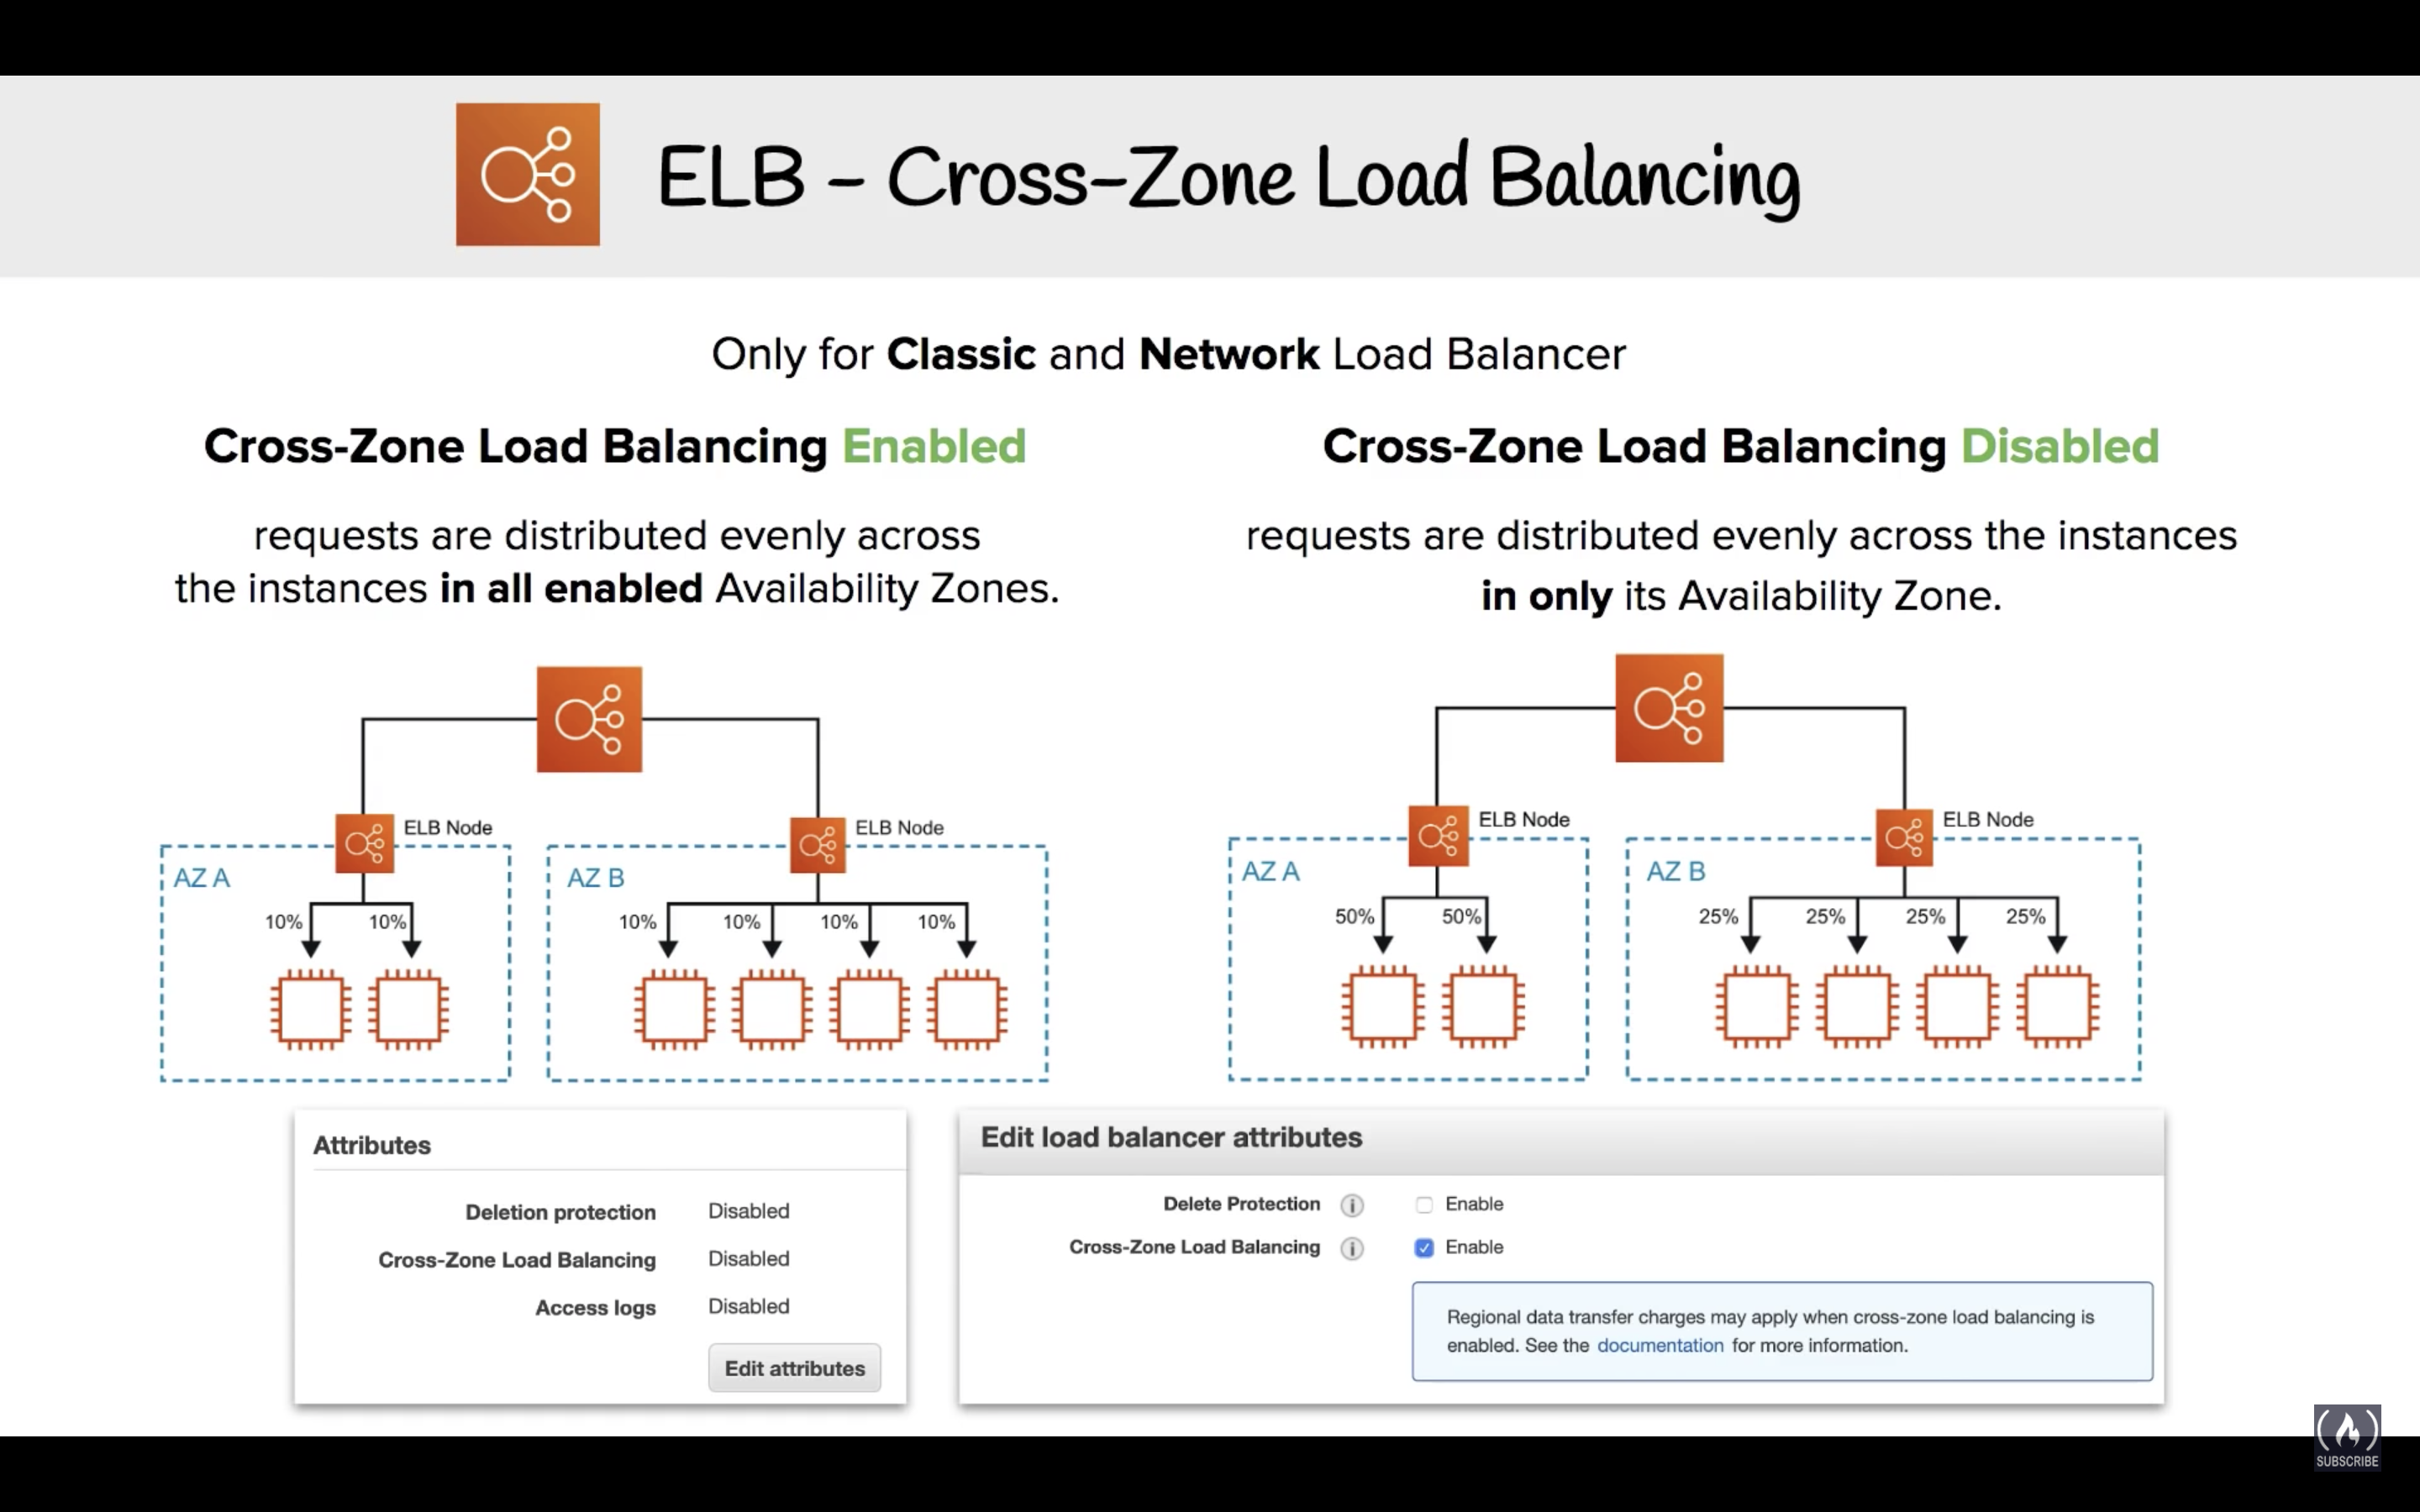 ELB – Cross-Zone Load Balancing
Only for Classic and Network Load Balancer
Cross-Zone Load Balancing Enabled
requests are distributed evenly across
the instances in all enabled Availability Zones.
ELB Node
ELB Node
AZ A
AZ B
10%
10%
10%
10%
10%
10%
Cross-Zone Load Balancing Disabled
requests are distributed evenly across the instances
in only its Availability Zone.
ELB Node
ELB Node
AZ A
AZ B
50%
50%
25%
25%
25%
25%
Attributes
Deletion protection Disabled
Cross-Zone Load Balancing Disabled
Access logs Disabled
Edit attributes
Edit load balancer attributes
Delete Protection i Enable
Cross-Zone Load Balancing i Enable
Regional data transfer charges may apply when cross-zone load balancing is
enabled. See the documentation for more information.
SUBSCRIBE